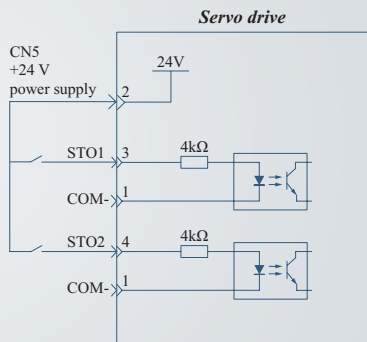 Servo drive
CN5
+24 V
power supply
24V
2
STO1
3
4kΩ
COM-
1
STO2
4
4kΩ
COM-
1